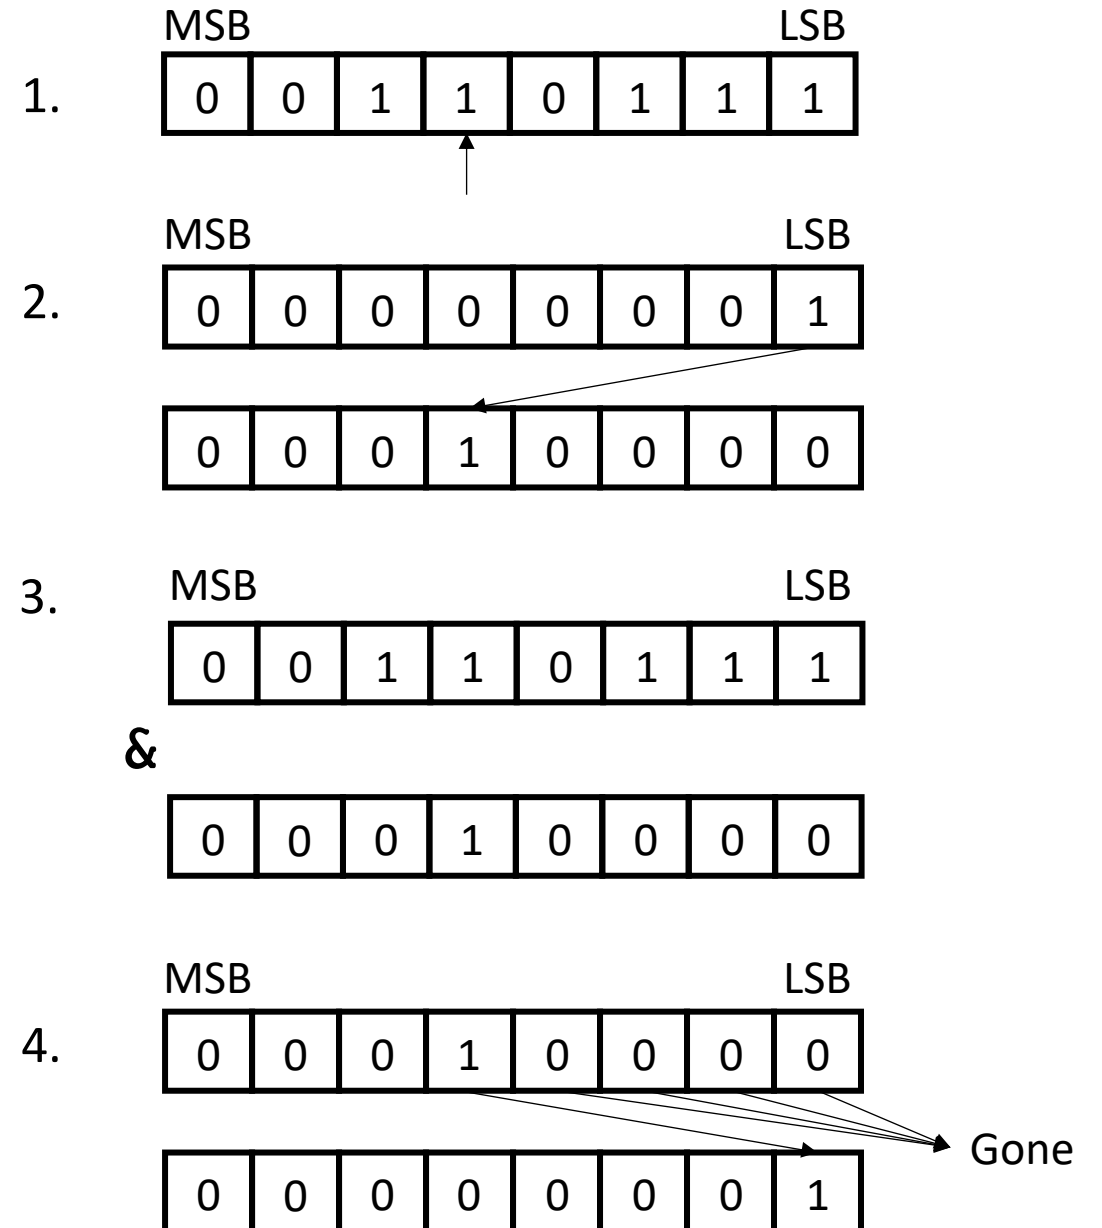 MSB LSB
1. 0 0 1 1 0 1 1 1
MSB LSB
2. 0 0 0 0 0 0 0 1
0 0 0 1 0 0 0 0
3. MSB LSB
0 0 1 1 0 1 1 1
&
0 0 0 1 0 0 0 0
MSB LSB
4. 0 0 0 1 0 0 0 0
Gone
0 0 0 0 0 0 0 1